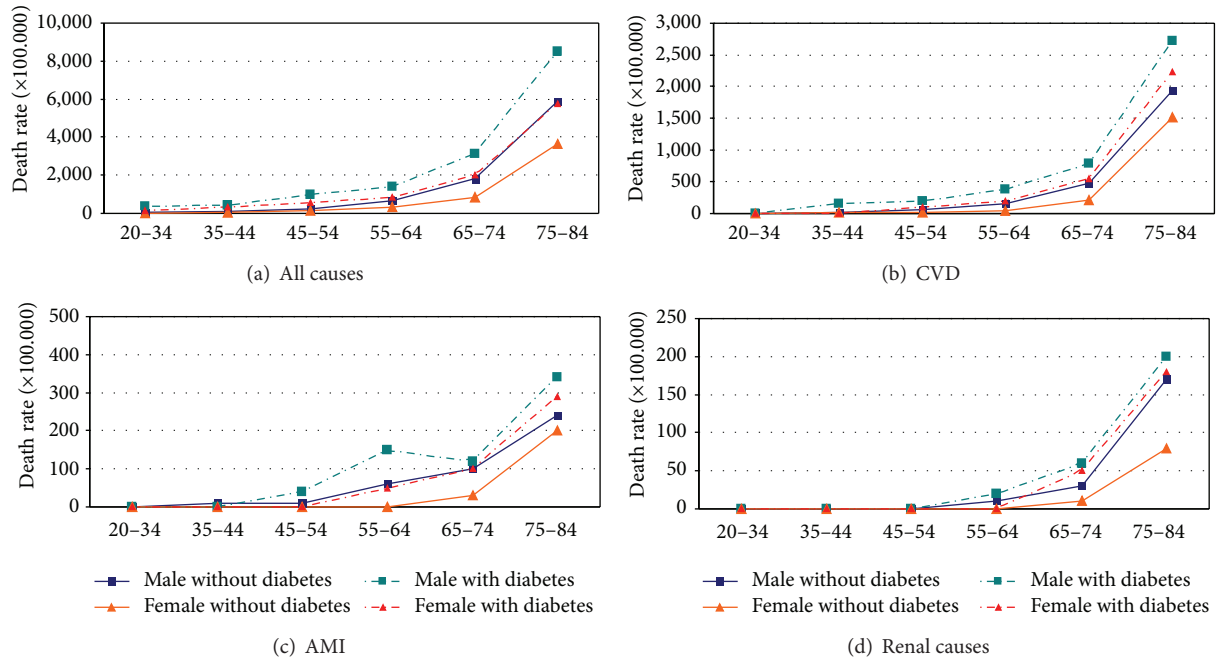 Death rate (×100.000)
10,000
8,000
6,000
4,000
2,000
0
20–34 35–44 45–54 55–64 65–74 75–84
(a) All causes
Death rate (×100.000)
3,000
2,500
2,000
1,500
1,000
500
0
20–34 35–44 45–54 55–64 65–74 75–84
(b) CVD
Death rate (×100.000)
500
400
300
200
100
0
20–34 35–44 45–54 55–64 65–74 75–84
Male without diabetes Male with diabetes
Female without diabetes Female with diabetes
(c) AMI
Death rate (×100.000)
250
200
150
100
50
0
20–34 35–44 45–54 55–64 65–74 75–84
Male without diabetes Male with diabetes
Female without diabetes Female with diabetes
(d) Renal causes